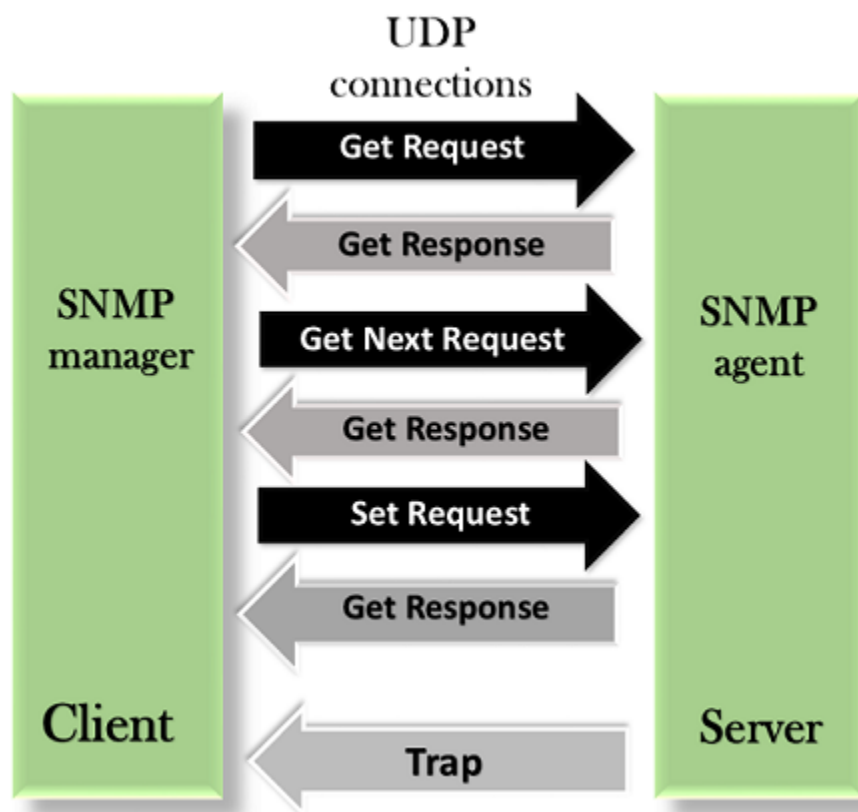 UDP
connections
Get Request
Get Response
SNMP
manager
Get Next Request
SNMP
agent
Get Response
Set Request
Get Response
Client
Trap
Server